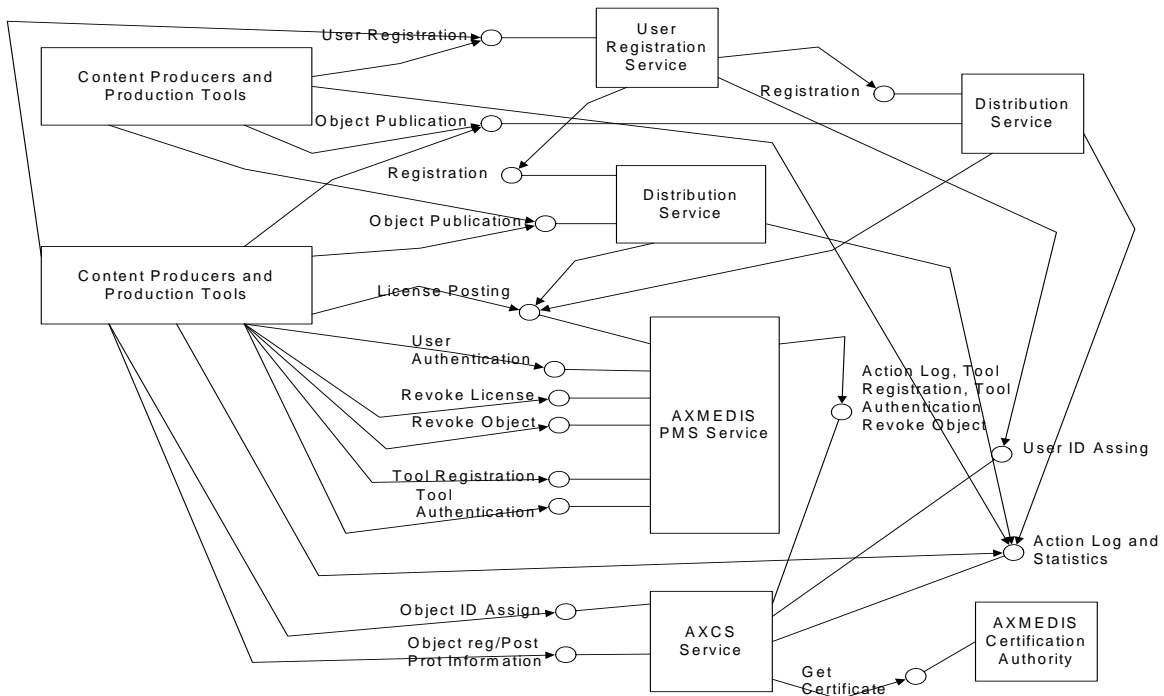 User Registration
User
Registration
Service
Content Producers and
Production Tools
Registration
Distribution
Service
Object Publication
Registration
Distribution
Service
Object Publication
Content Producers and
Production Tools
License Posting
User
Authentication
Action Log, Tool
Registration, Tool
Authentication
Revoke Object
Revoke License
AXMEDIS
PMS Service
Revoke Object
User ID Assing
Tool Registration
Tool
Authentication
Action Log and
Statistics
Object ID Assign
AXCS
Service
AXMEDIS
Certification
Authority
Object reg/Post
Prot Information
Get
Certificate